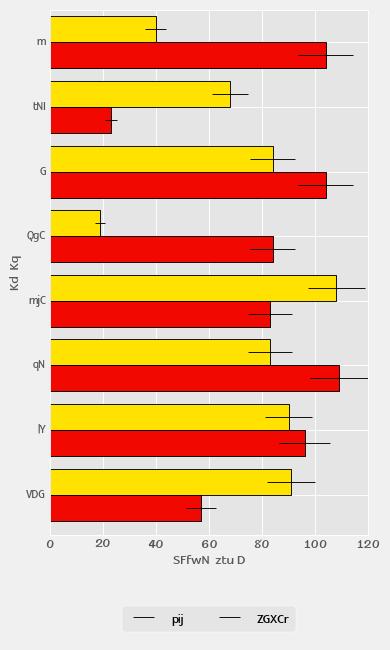 m
tNI
G
QgC
mjC
qN
lY
VDG
Kd Kq
0 20 40 60 80 100 120
SFfwN ztu D
pij ZGXCr